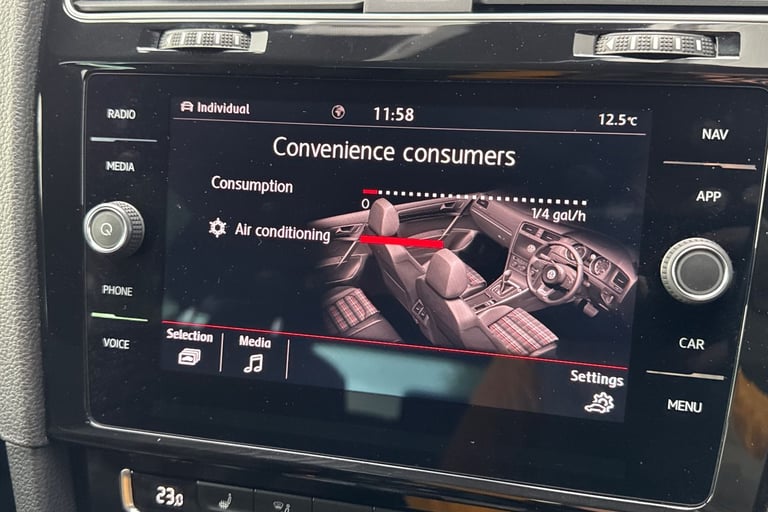 RADIO
MEDIA
PHONE
VOICE
Individual
11:58
12.5°C
Convenience consumers
Consumption
0
1/4 gal/h
Air conditioning
Selection
Media
Settings
NAV
APP
CAR
MENU
23.0